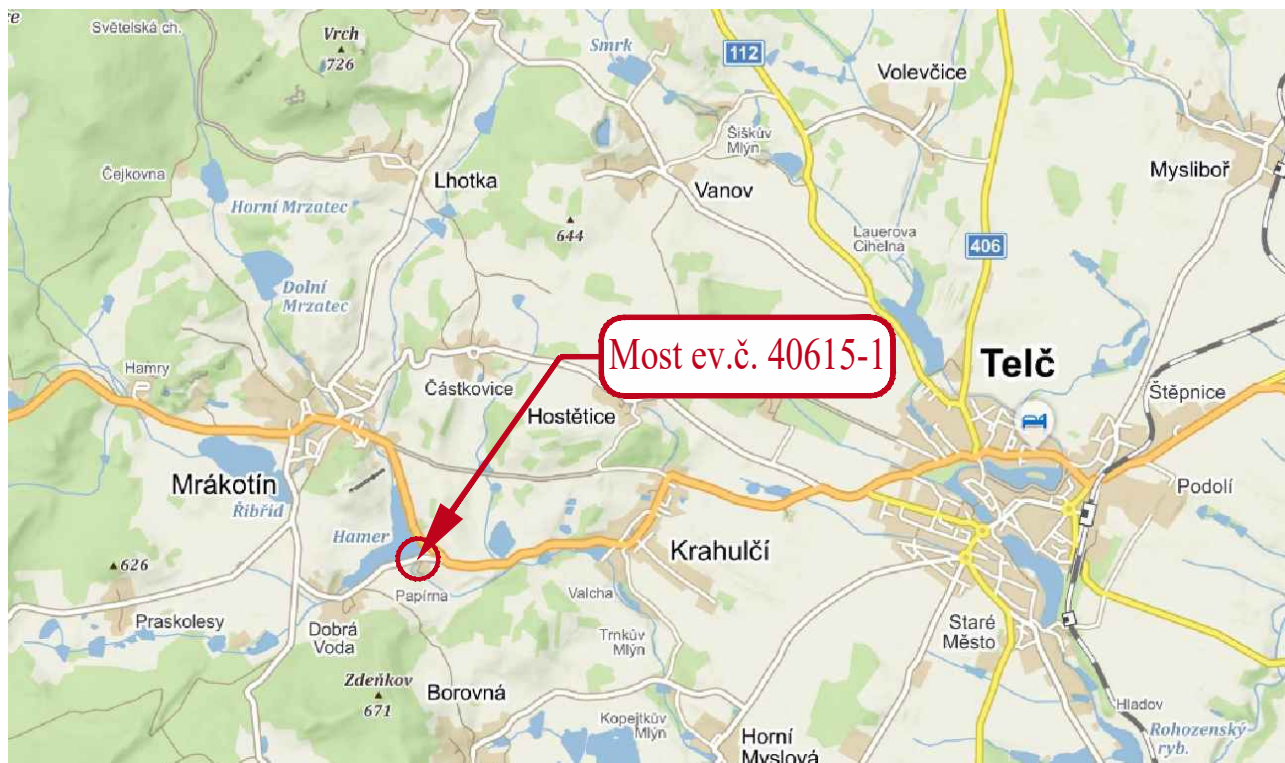 Světelská ch.
Vrch
726
Smrk
112
Volevčice
Šiškův
Mlýn
Myslibоř
Čejkovna
Lhotka
Vanov
Horní Mrzatec
644
Lauerova
Cihelna
406
Dolní
Mrzatec
Most ev.č. 40615-1
Telč
Hamry
Částkovice
Štěpnice
Hostětice
Mrákotín
Řibřid
Podolí
Hamer
Krahulčí
626
Papírna
Valcha
Praskolesy
Dobrá
Voda
Trnkův
Mlýn
Staré
Město
Zdeňkov
671
Borovná
Hladov
Kopejtkův
Mlýn
Horní
Myslová
Rohozenský
ryb.